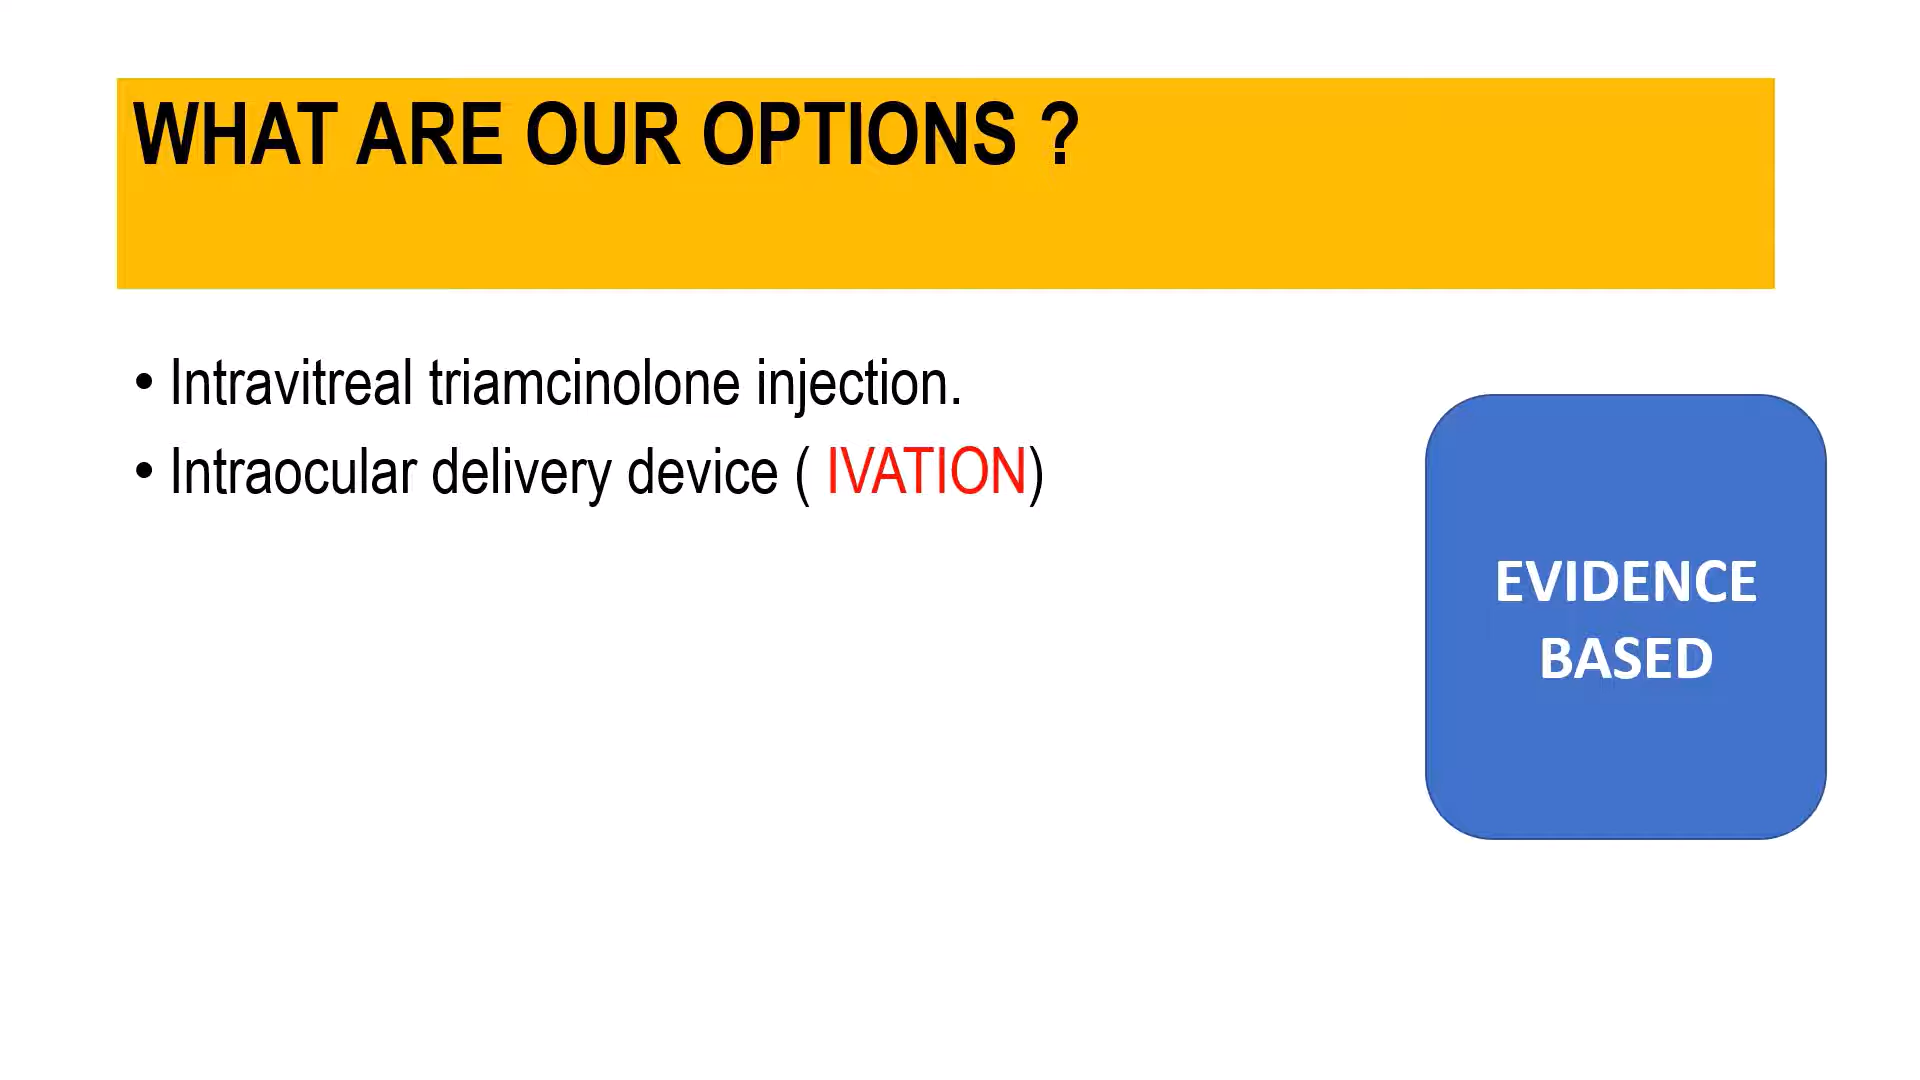 WHAT ARE OUR OPTIONS ?
• Intravitreal triamcinolone injection.
• Intraocular delivery device ( IVATION)
EVIDENCE
BASED